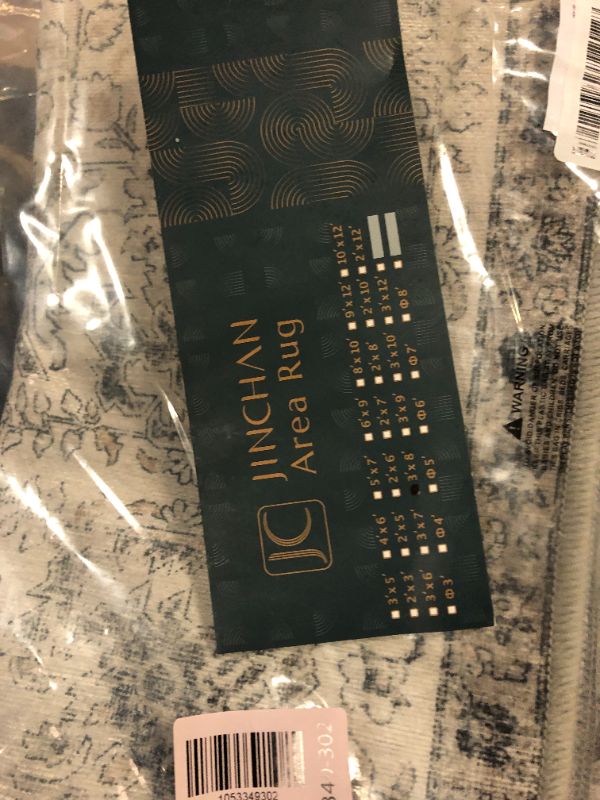 JC
JINCHAN
Area Rug
3'x5' 4'x6' 5'x7' 6'x9' 8'x10' 9'x12' 10'x12'
2'x3' 2'x5' 2'x6' 2'x7' 2'x8' 2'x10' 2'x12'
3'x6' 3'x7' 3'x8' 3'x9' 3'x10' 3'x12'
Φ3' Φ4' Φ5' Φ6' Φ7' Φ8'
WARNING
1053349302
302